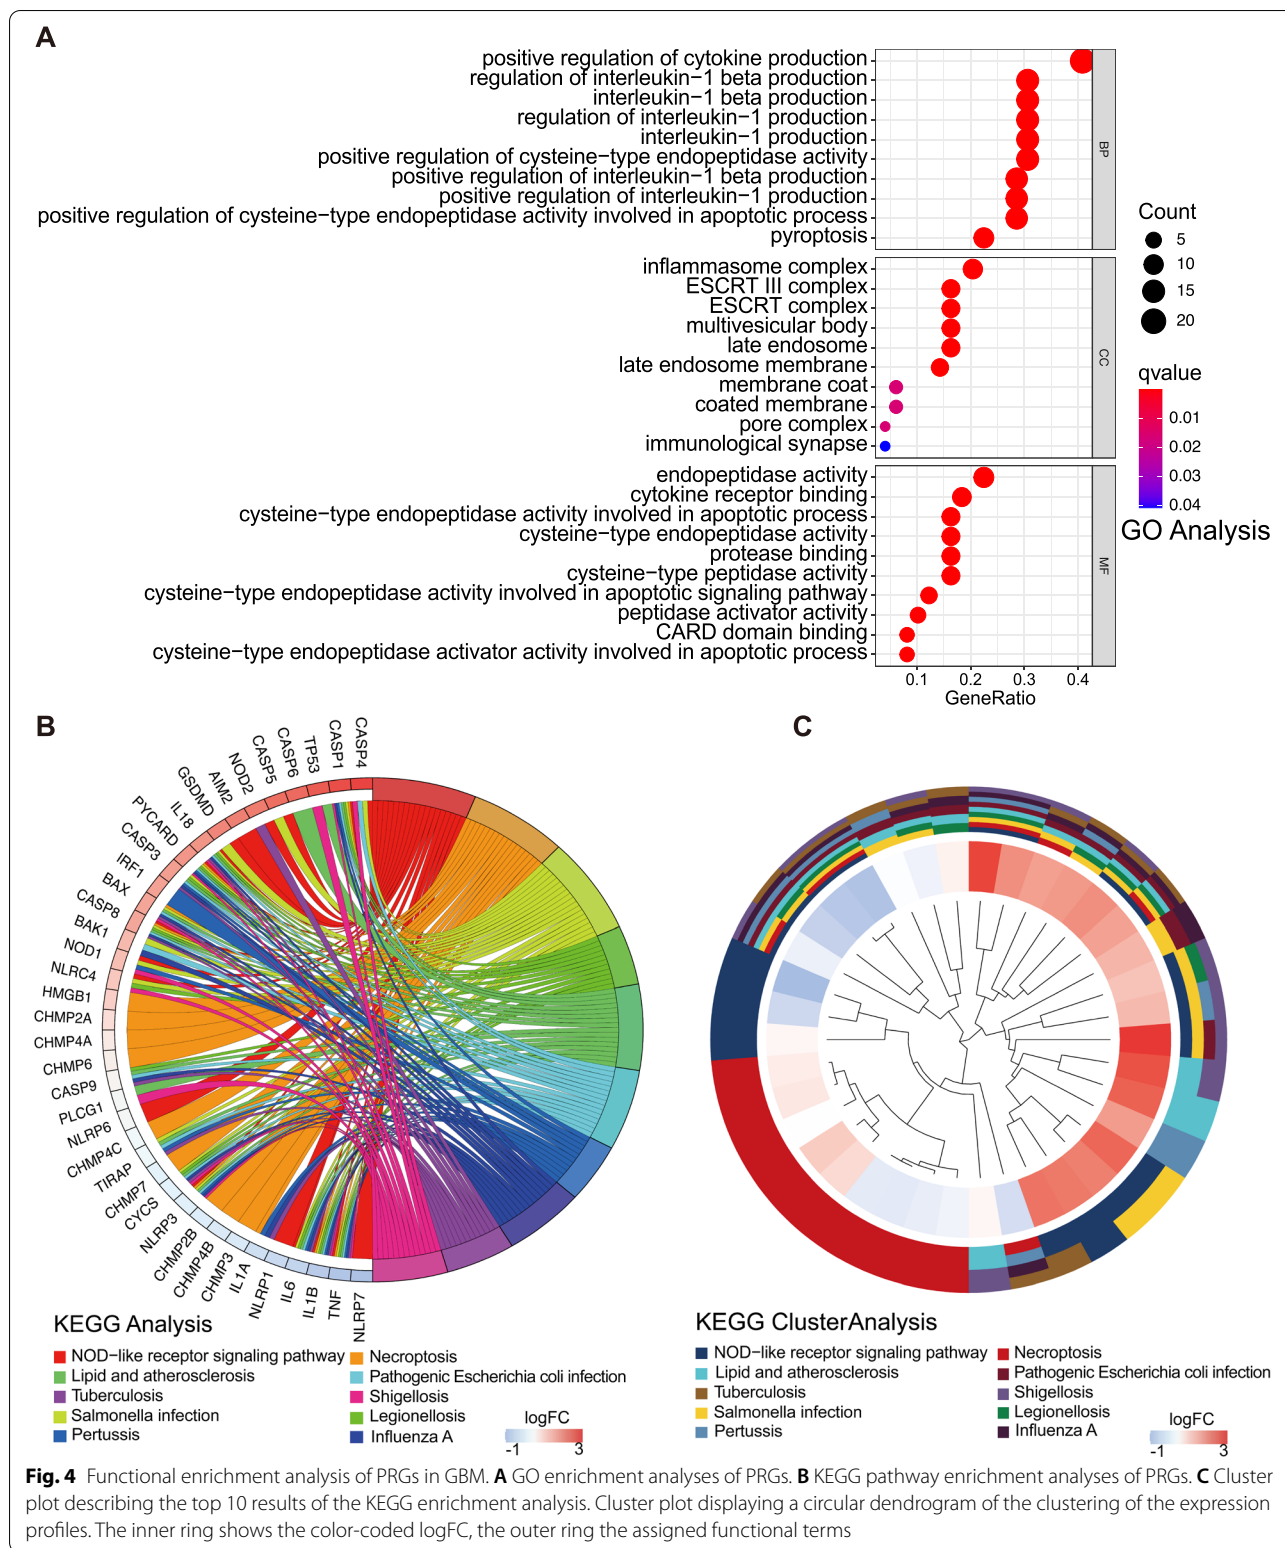 A
positive regulation of cytokine production
regulation of interleukin−1 beta production
interleukin−1 beta production
regulation of interleukin−1 production
interleukin−1 production
positive regulation of cysteine−type endopeptidase activity
positive regulation of interleukin−1 beta production
positive regulation of interleukin−1 production
positive regulation of cysteine−type endopeptidase activity involved in apoptotic process
pyroptosis
BP
inflammasome complex
ESCRT III complex
ESCRT complex
multivesicular body
late endosome
late endosome membrane
membrane coat
coated membrane
pore complex
immunological synapse
CC
endopeptidase activity
cytokine receptor binding
cysteine−type endopeptidase activity involved in apoptotic process
cysteine−type endopeptidase activity
protease binding
cysteine−type peptidase activity
cysteine−type endopeptidase activity involved in apoptotic signaling pathway
peptidase activator activity
CARD domain binding
cysteine−type endopeptidase activator activity involved in apoptotic process
MF
0.1 0.2 0.3 0.4
GeneRatio
Count
5
10
15
20
qvalue
0.01
0.02
0.03
0.04
GO Analysis
B
CASP4
CASP1
TP53
CASP6
CASP5
NOD2
AIM2
GSDMD
IL18
PYCARD
CASP3
IRF1
BAX
CASP8
BAK1
NOD1
NLRC4
HMGB1
CHMP2A
CHMP4A
CHMP6
CASP9
PLCG1
NLRP6
CHMP4C
TIRAP
CHMP7
CYCS
NLRP3
CHMP2B
CHMP4B
CHMP3
IL1A
NLRP1
IL6
IL1B
TNF
NLRP7
KEGG Analysis
NOD−like receptor signaling pathway
Lipid and atherosclerosis
Tuberculosis
Salmonella infection
Pertussis
Necroptosis
Pathogenic Escherichia coli infection
Shigellosis
Legionellosis
Influenza A
logFC
-1 3
C
KEGG ClusterAnalysis
NOD−like receptor signaling pathway
Lipid and atherosclerosis
Tuberculosis
Salmonella infection
Pertussis
Necroptosis
Pathogenic Escherichia coli infection
Shigellosis
Legionellosis
Influenza A
logFC
-1 3
Fig. 4 Functional enrichment analysis of PRGs in GBM. A GO enrichment analyses of PRGs. B KEGG pathway enrichment analyses of PRGs. C Cluster
plot describing the top 10 results of the KEGG enrichment analysis. Cluster plot displaying a circular dendrogram of the clustering of the expression
profiles. The inner ring shows the color-coded logFC, the outer ring the assigned functional terms